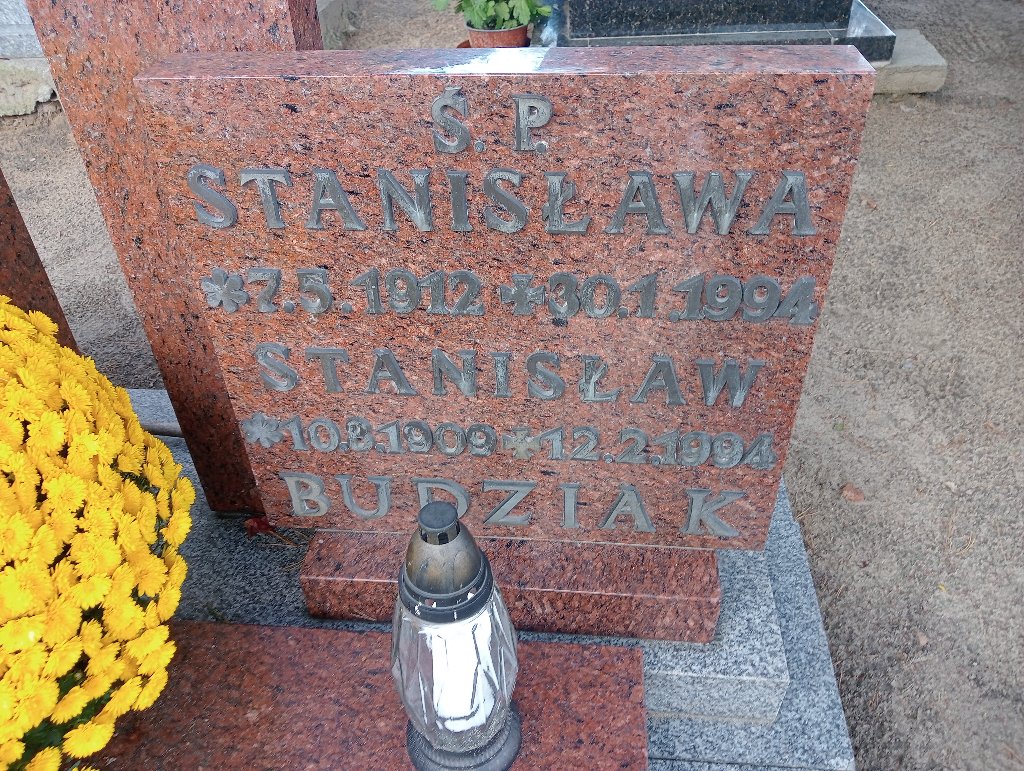 Ś. P.
STANISŁAWA
7.5.1912 30.1.1994
STANISŁAW
10.8.1909 12.2.1994
BUDZIAK